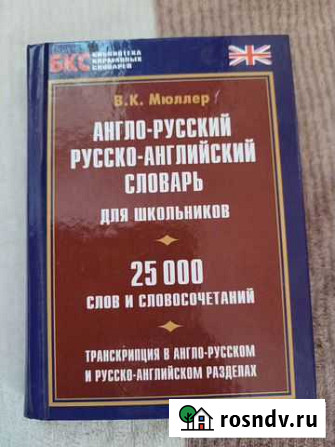 БКС БИБЛИОТЕКА
КАРМАННЫХ
СЛОВАРЕЙ
В.К. Мюллер
АНГЛО-РУССКИЙ
РУССКО-АНГЛИЙСКИЙ
СЛОВАРЬ
ДЛЯ ШКОЛЬНИКОВ
25 000
СЛОВ И СЛОВОСОЧЕТАНИЙ
ТРАНСКРИПЦИЯ В АНГЛО-РУССКОМ
И РУССКО-АНГЛИЙСКОМ РАЗДЕЛАХ
rosndv.ru